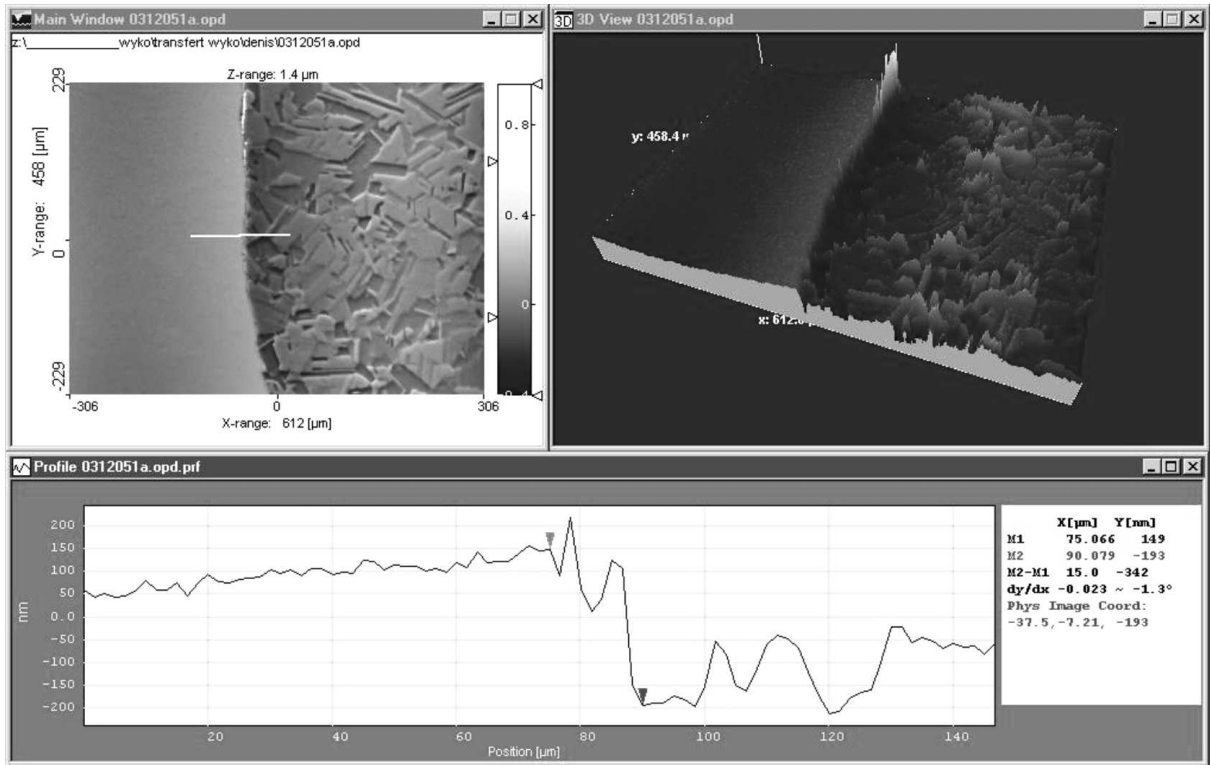 Main Window 0312051a.opd
z:\______________wyko\transfert wyko\denis\0312051a.opd
Z-range: 1.4 µm
229
Y-range: 458 [µm]
0
-229
0.8
0.4
0
-306
0
306
X-range: 612 [µm]
3D
3D View 0312051a.opd
y: 458.4
x: 612.
Profile 0312051a.opd.prf
200
150
100
50
0.0
-50
-100
-150
-200
nm
20
40
60
80
100
120
140
Position [µm]
X[µm] Y[nm]
M1 75.066 149
M2 90.079 -193
M2-M1 15.0 -342
dy/dx -0.023 ~ -1.3°
Phys Image Coord:
-37.5,-7.21, -193